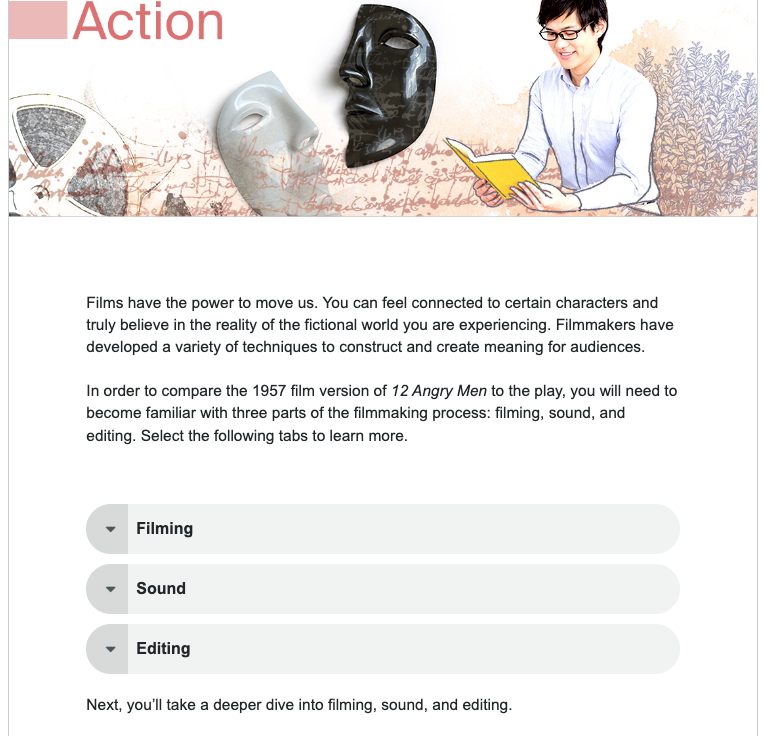 Action
Films have the power to move us. You can feel connected to certain characters and
truly believe in the reality of the fictional world you are experiencing. Filmmakers have
developed a variety of techniques to construct and create meaning for audiences.
In order to compare the 1957 film version of 12 Angry Men to the play, you will need to
become familiar with three parts of the filmmaking process: filming, sound, and
editing. Select the following tabs to learn more.
Filming
Sound
Editing
Next, you’ll take a deeper dive into filming, sound, and editing.